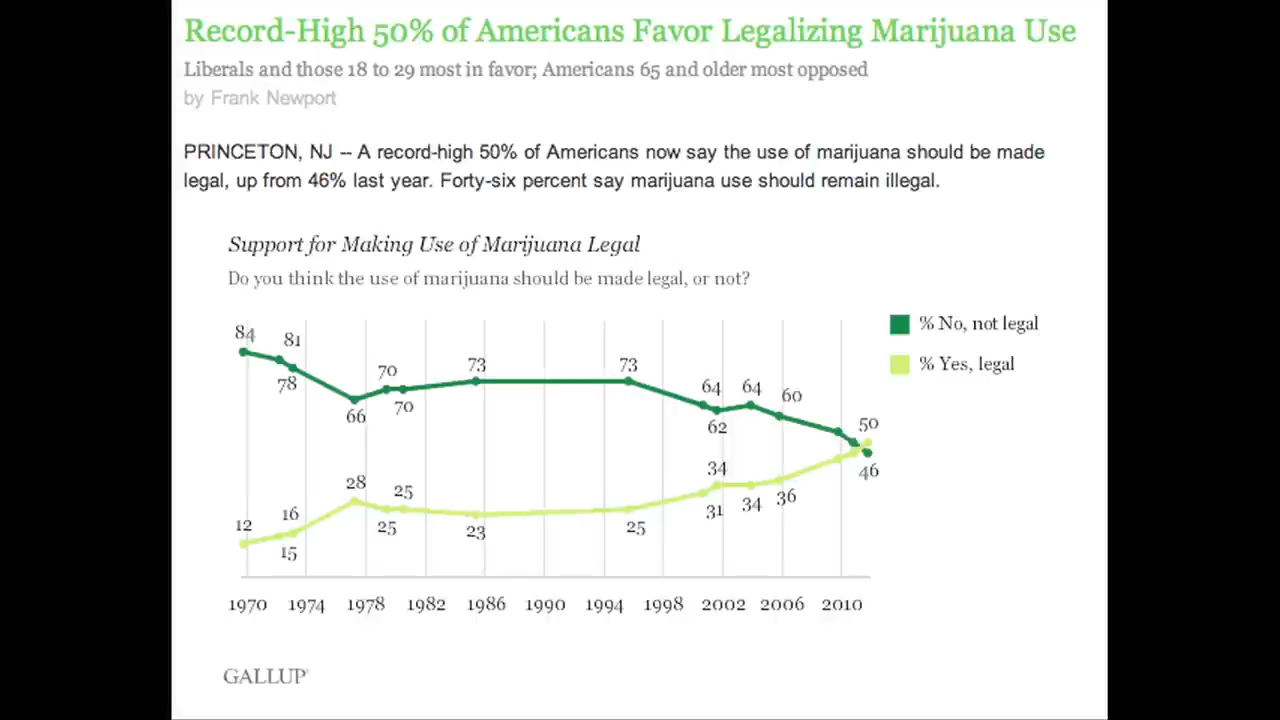 Record-High 50% of Americans Favor Legalizing Marijuana Use
Liberals and those 18 to 29 most in favor; Americans 65 and older most opposed
by Frank Newport
PRINCETON, NJ -- A record-high 50% of Americans now say the use of marijuana should be made
legal, up from 46% last year. Forty-six percent say marijuana use should remain illegal.
Support for Making Use of Marijuana Legal
Do you think the use of marijuana should be made legal, or not?
% No, not legal
% Yes, legal
84 81 78 66 70 70 73 73 64 62 64 60 46
12 15 16 28 25 25 23 25 31 34 34 36 50
1970 1974 1978 1982 1986 1990 1994 1998 2002 2006 2010
GALLUP